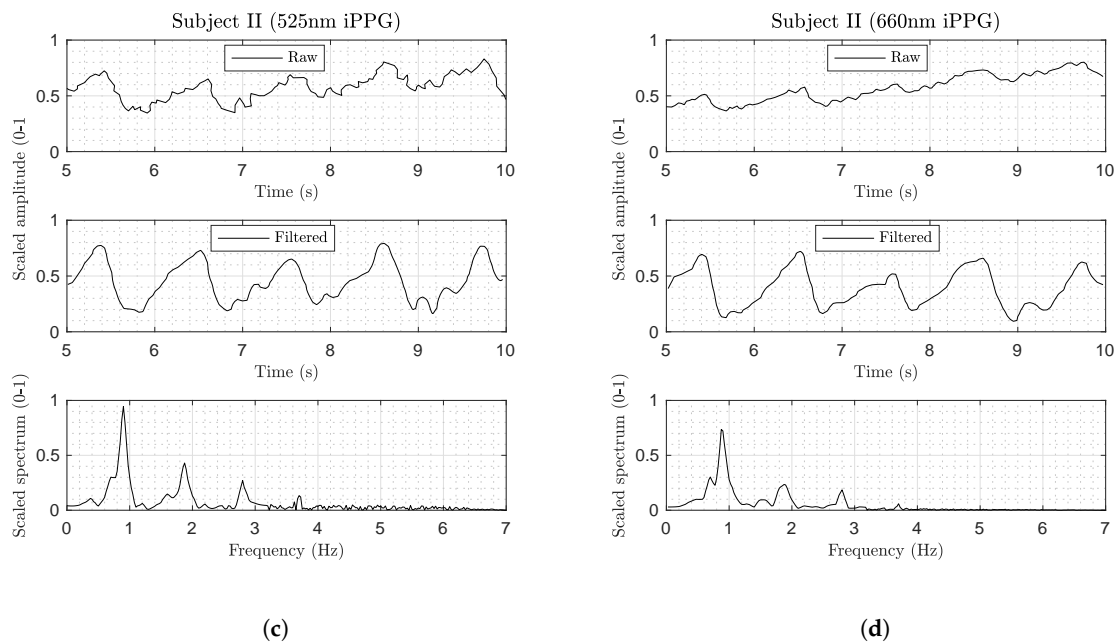 Subject II (525nm iPPG)
1
0.5
0
Raw
5 6 7 8 9 10
Time (s)
Scaled amplitude (0-1
1
0.5
0
Filtered
5 6 7 8 9 10
Time (s)
Scaled spectrum (0-1)
1
0.5
0
0 1 2 3 4 5 6 7
Frequency (Hz)
(c)
Subject II (660nm iPPG)
1
0.5
0
Raw
5 6 7 8 9 10
Time (s)
Scaled amplitude (0-1
1
0.5
0
Filtered
5 6 7 8 9 10
Time (s)
Scaled spectrum (0-1)
1
0.5
0
0 1 2 3 4 5 6 7
Frequency (Hz)
(d)